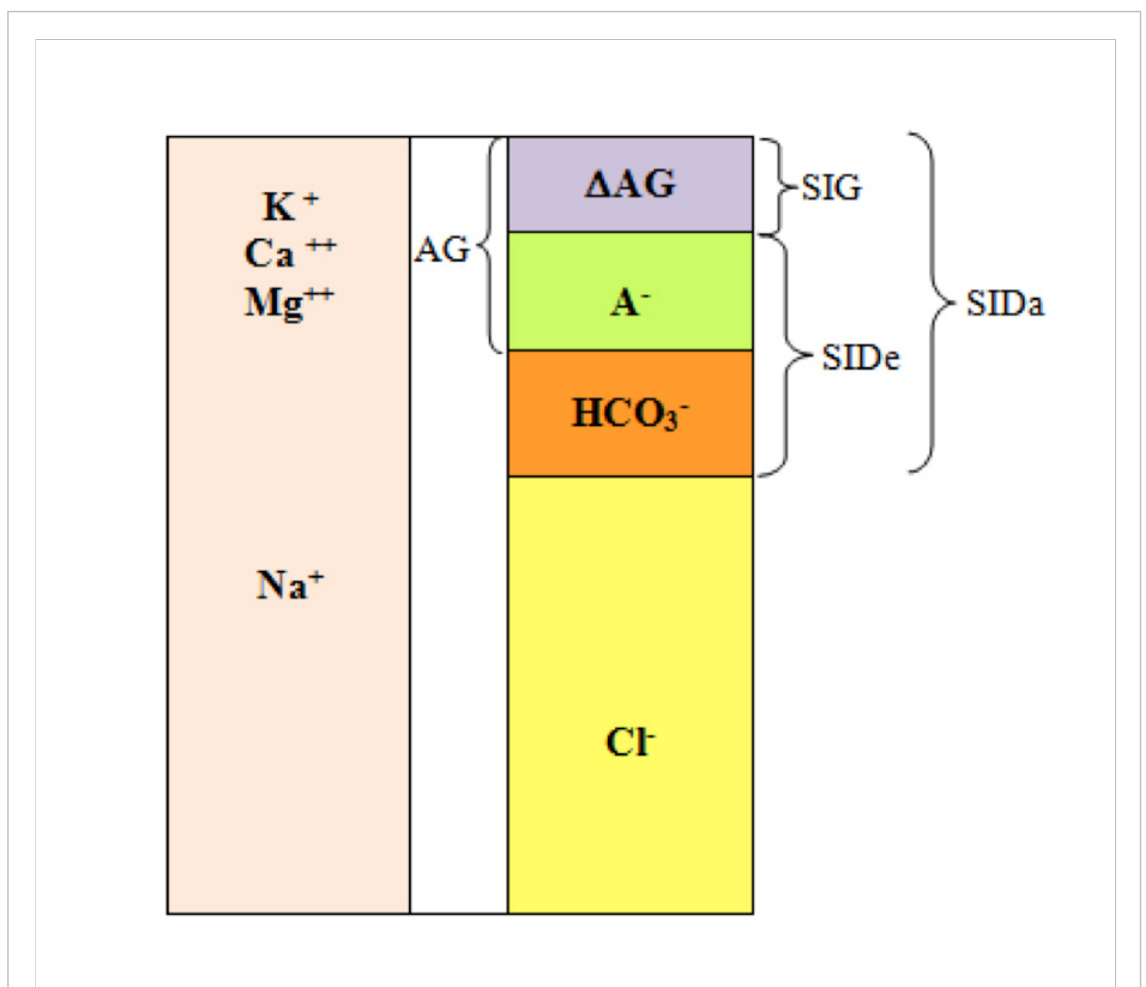 K⁺
Ca⁺⁺
Mg⁺⁺
Na⁺
AG
ΔAG
A⁻
HCO₃⁻
Cl⁻
SIG
SIDe
SIDa